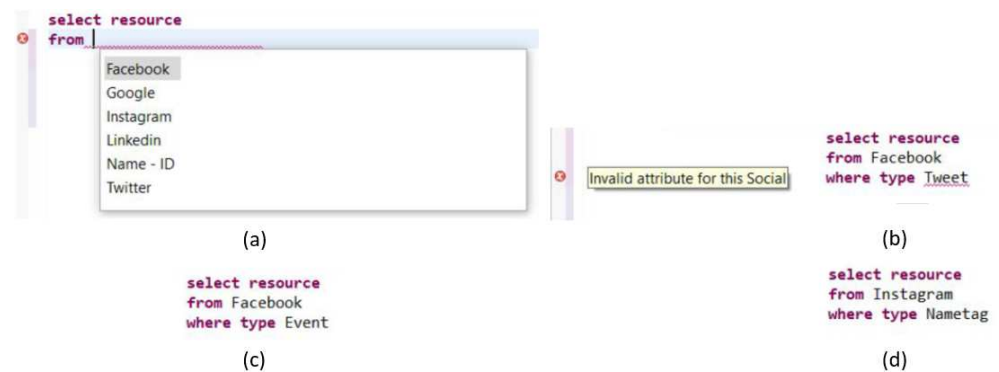 select resource
from
Facebook
Google
Instagram
Linkedin
Name - ID
Twitter
(a)
Invalid attribute for this Social
select resource
from Facebook
where type Tweet
(b)
select resource
from Facebook
where type Event
(c)
select resource
from Instagram
where type Nametag
(d)